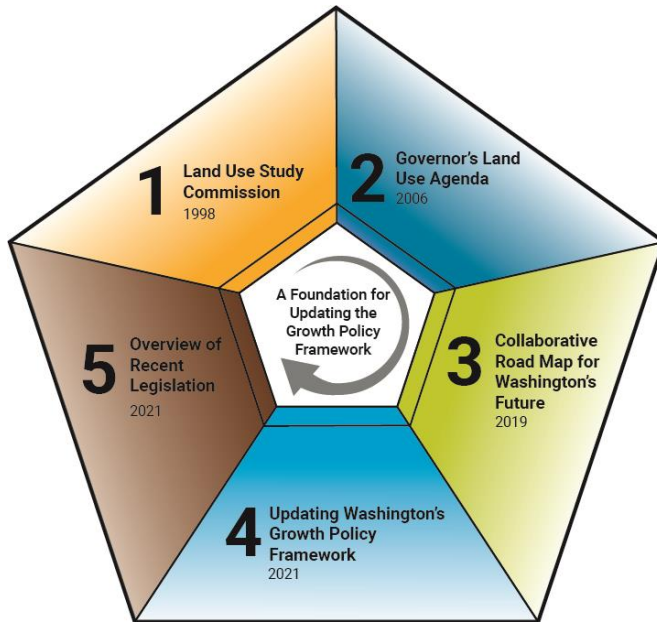 1
Land Use Study
Commission
1998
2
Governor's Land
Use Agenda
2006
3
Collaborative
Road Map for
Washington's
Future
2019
4
Updating Washington's
Growth Policy
Framework
2021
5
Overview of
Recent
Legislation
2021
A Foundation for
Updating the
Growth Policy
Framework